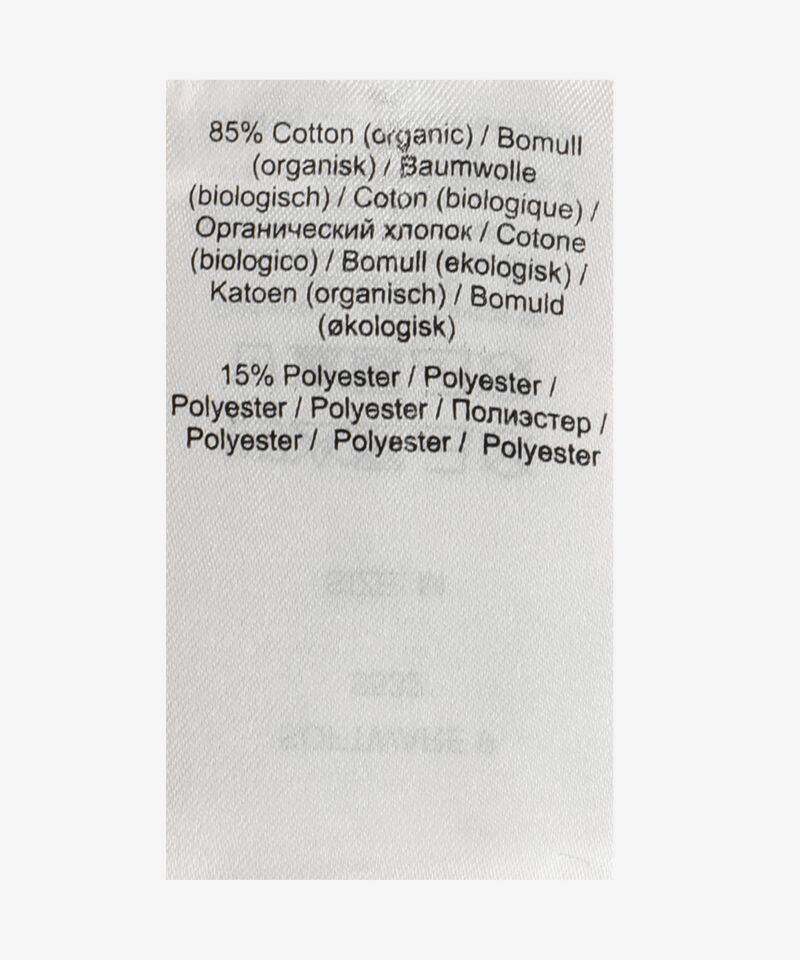 85% Cotton (organic) / Bomull
(organisk) / Baumwolle
(biologisch) / Coton (biologique) /
Органический хлопок / Cotone
(biologico) / Bomull (ekologisk) /
Katoen (organisch) / Bomuld
(økologisk)
15% Polyester / Polyester /
Polyester / Polyester / Полиэстер /
Polyester / Polyester / Polyester